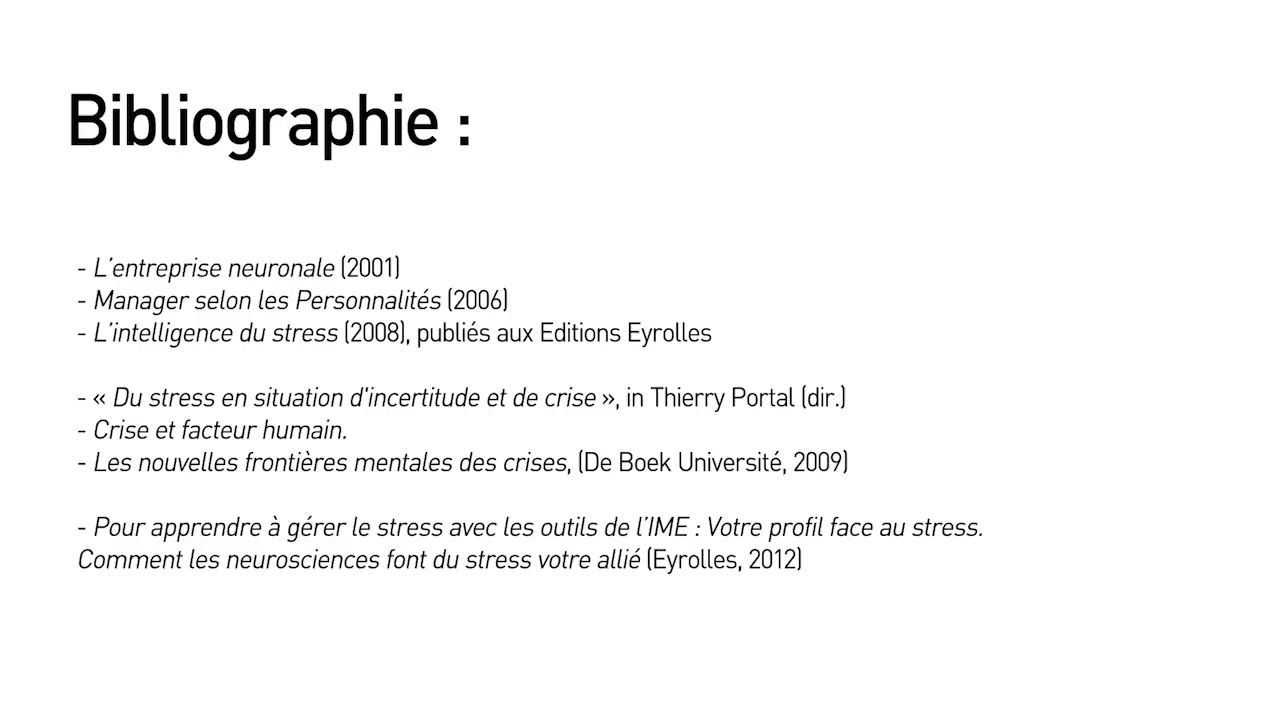 Bibliographie :
- L'entreprise neuronale (2001)
- Manager selon les Personnalités (2006)
- L'intelligence du stress (2008), publiés aux Editions Eyrolles
- « Du stress en situation d'incertitude et de crise », in Thierry Portal (dir.)
- Crise et facteur humain.
- Les nouvelles frontières mentales des crises, (De Boek Université, 2009)
- Pour apprendre à gérer le stress avec les outils de l'IME : Votre profil face au stress.
Comment les neurosciences font du stress votre allié (Eyrolles, 2012)